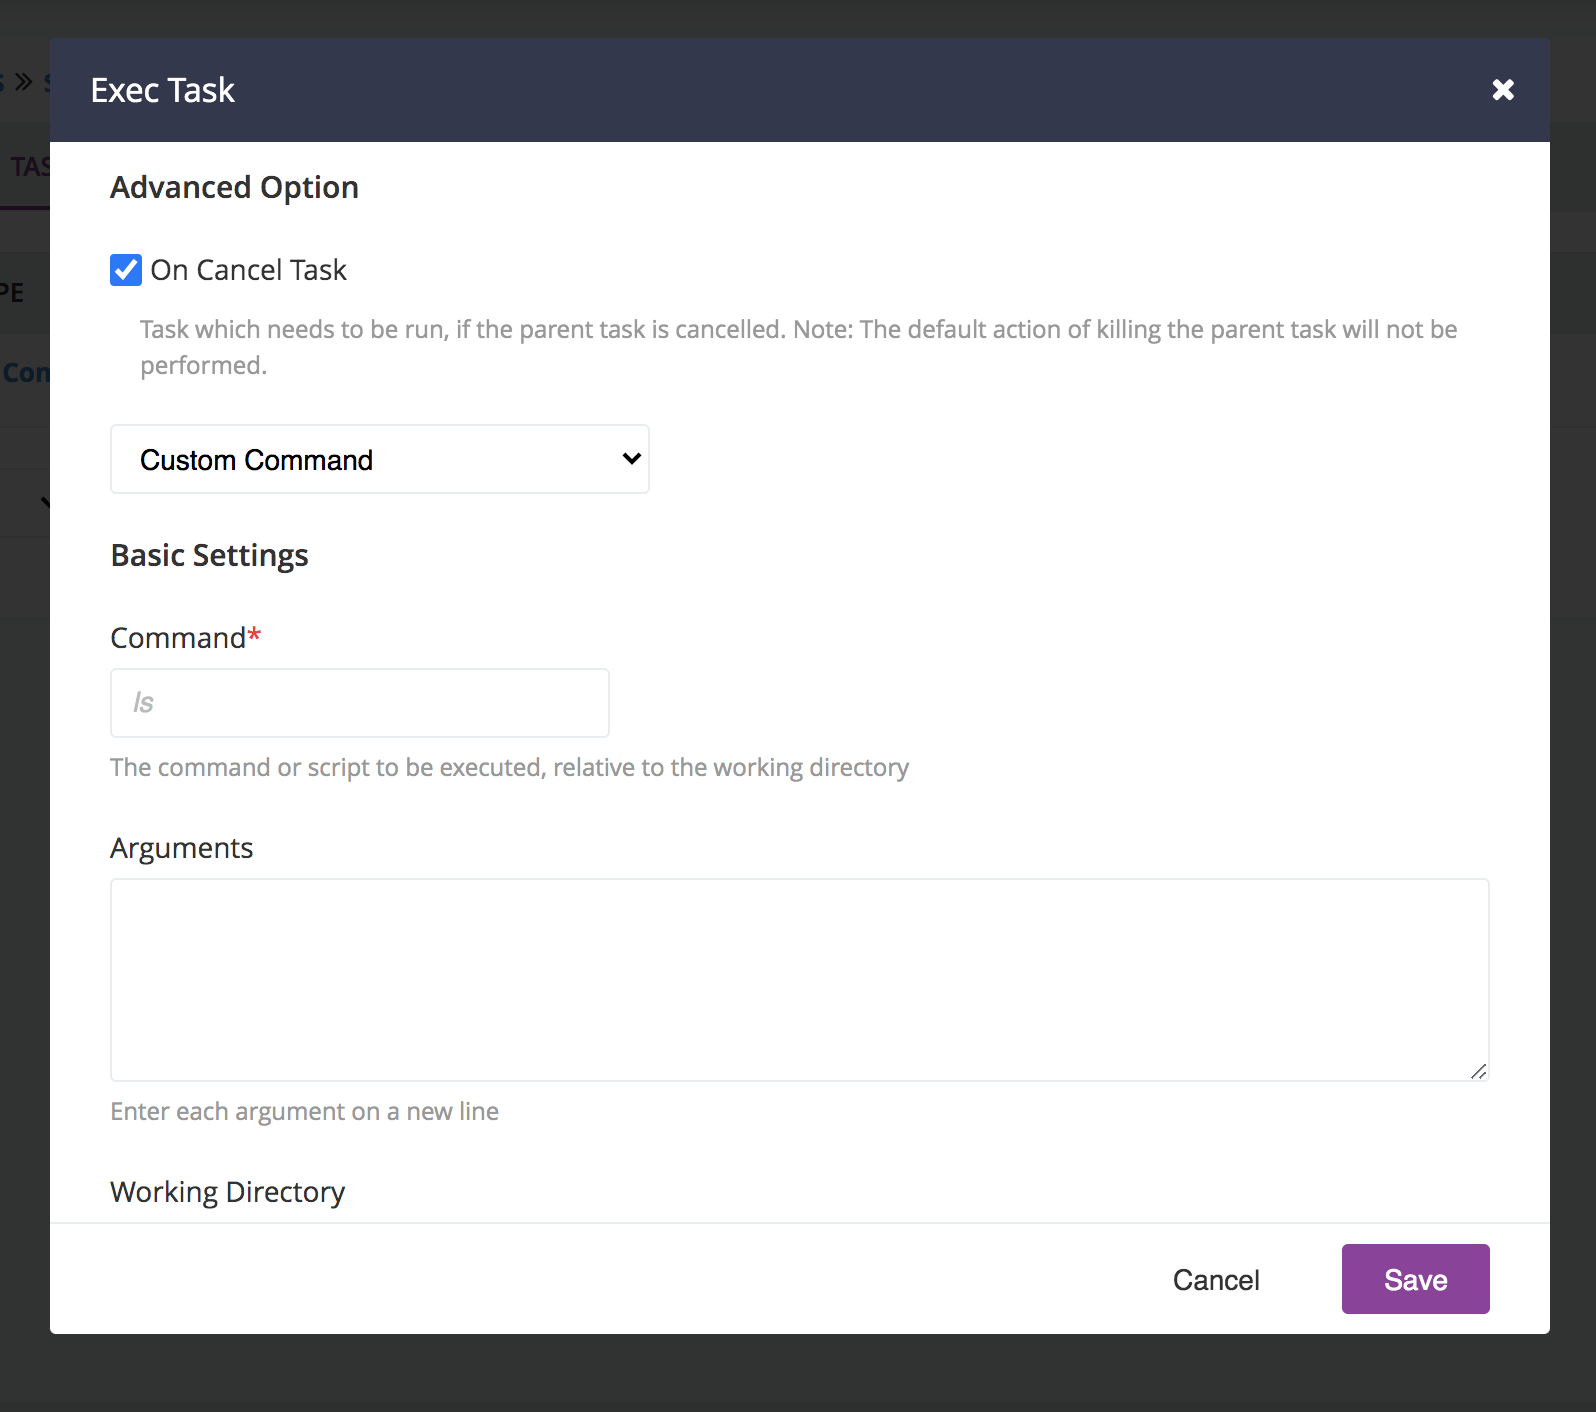 Exec Task
TAS
PE
Con
Advanced Option
On Cancel Task
Task which needs to be run, if the parent task is cancelled. Note: The default action of killing the parent task will not be
performed.
Custom Command
Basic Settings
Command*
ls
The command or script to be executed, relative to the working directory
Arguments
Enter each argument on a new line
Working Directory
Cancel
Save